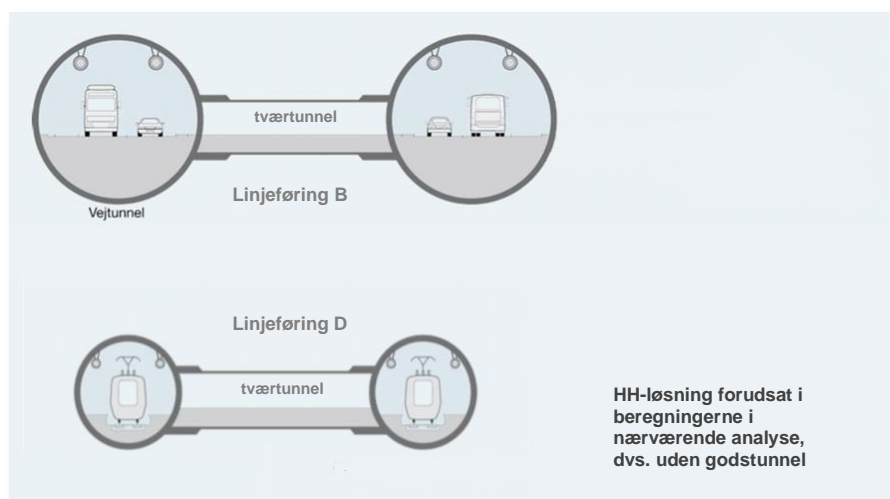 tværtunnel
Linjeføring B
Vejtunnel
Linjeføring D
tværtunnel
HH-løsning forudsat i
beregningerne i
nærværende analyse,
dvs. uden godstunnel